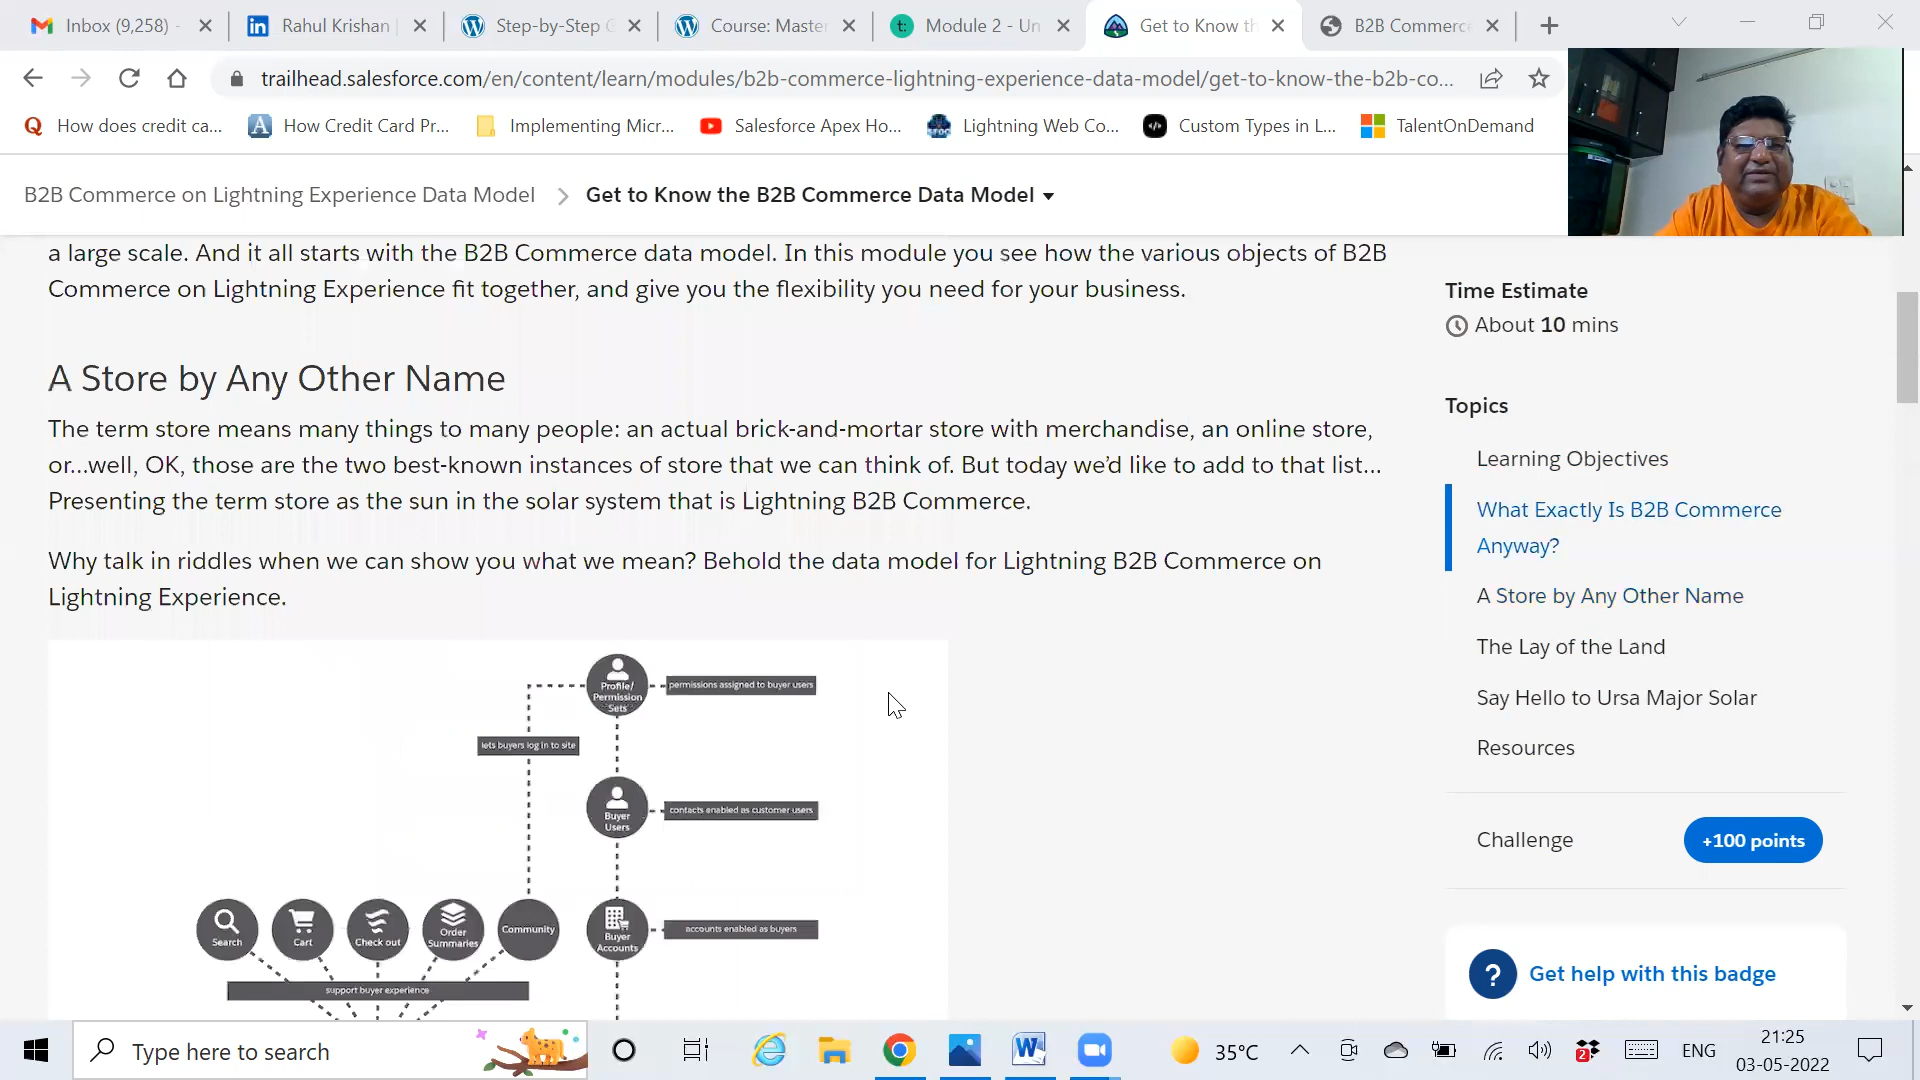 Inbox (9,258) -
Rahul Krishan |
Step-by-Step G
Course: Master
Module 2 - Un
Get to Know th
B2B Commerce
trailhead.salesforce.com/en/content/learn/modules/b2b-commerce-lightning-experience-data-model/get-to-know-the-b2b-co...
How does credit ca...
How Credit Card Pr...
Implementing Micr...
Salesforce Apex Ho...
Lightning Web Co...
Custom Types in L...
TalentOnDemand
B2B Commerce on Lightning Experience Data Model
Get to Know the B2B Commerce Data Model
a large scale. And it all starts with the B2B Commerce data model. In this module you see how the various objects of B2B
Commerce on Lightning Experience fit together, and give you the flexibility you need for your business.
A Store by Any Other Name
The term store means many things to many people: an actual brick-and-mortar store with merchandise, an online store,
or...well, OK, those are the two best-known instances of store that we can think of. But today we'd like to add to that list...
Presenting the term store as the sun in the solar system that is Lightning B2B Commerce.
Why talk in riddles when we can show you what we mean? Behold the data model for Lightning B2B Commerce on
Lightning Experience.
Profile/
Permission
Sets
permissions assigned to buyer users
lets buyers log in to site
Buyer
Users
contacts enabled as customer users
Search
Cart
Check out
Order
Summaries
Community
Buyer
Accounts
accounts enabled as buyers
support buyer experience
Time Estimate
About 10 mins
Topics
Learning Objectives
What Exactly Is B2B Commerce
Anyway?
A Store by Any Other Name
The Lay of the Land
Say Hello to Ursa Major Solar
Resources
Challenge
+100 points
? Get help with this badge
Type here to search
35°C
2
ENG
21:25
03-05-2022